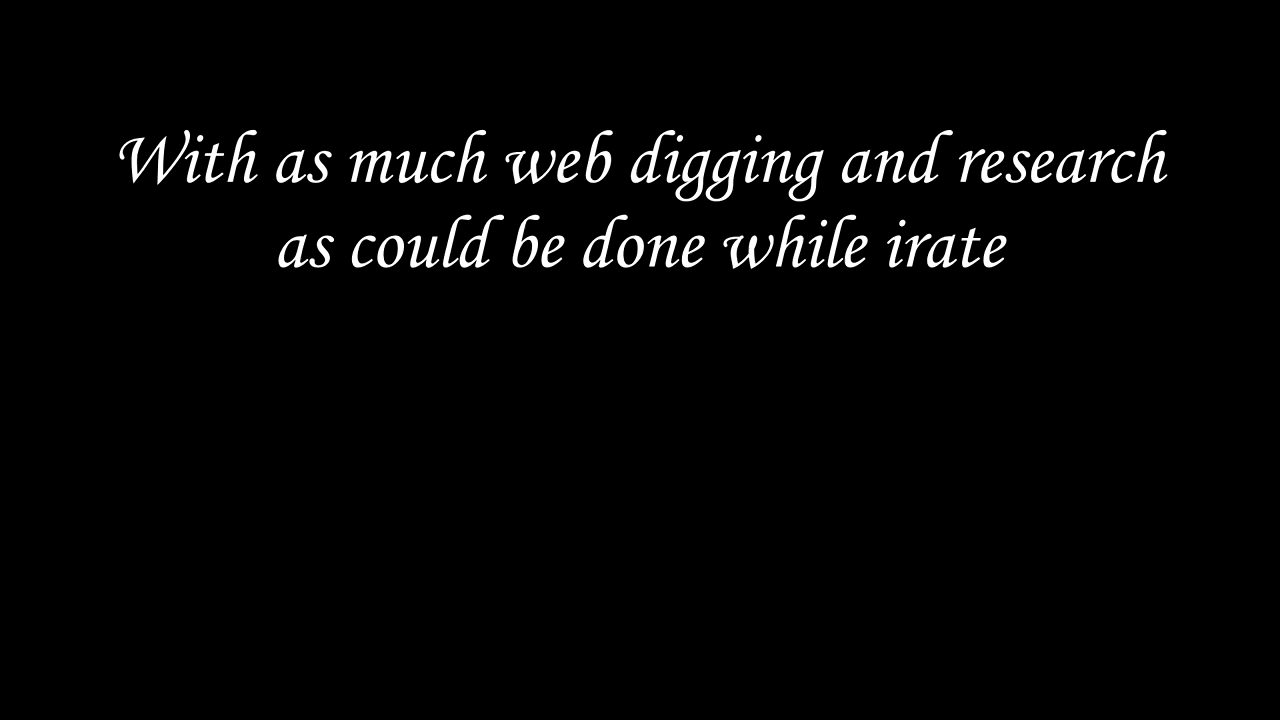 With as much web digging and research
as could be done while irate